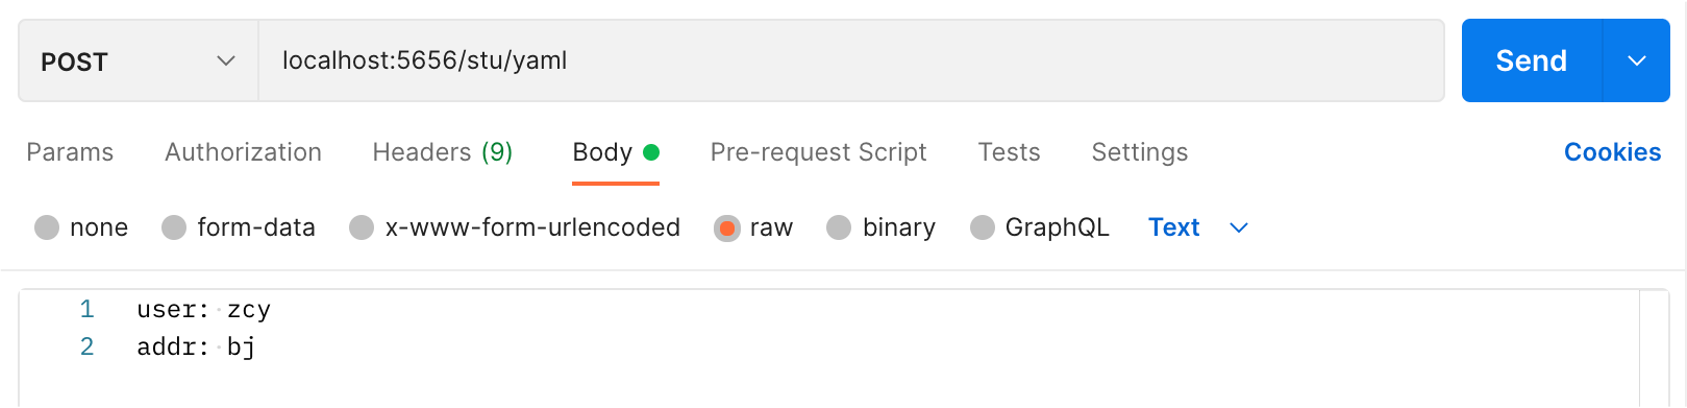 POST localhost:5656/stu/yaml Send
Params Authorization Headers (9) Body Pre-request Script Tests Settings Cookies
none form-data x-www-form-urlencoded raw binary GraphQL Text
1 user: zcy
2 addr: bj